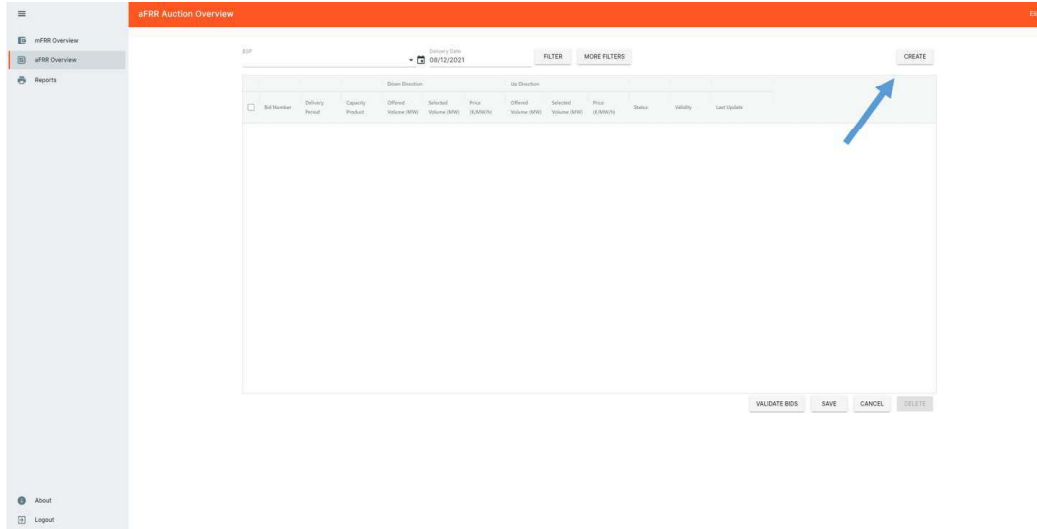 aFRR Auction Overview
mFRR Overview
aFRR Overview
Reports
BSP
Delivery Date
08/12/2021
FILTER
MORE FILTERS
CREATE
Down Direction
Up Direction
Bid Number
Delivery Period
Capacity Product
Offered Volume (MW)
Selected Volume (MW)
Price (€/MW/h)
Offered Volume (MW)
Selected Volume (MW)
Price (€/MW/h)
Status
Validity
Last Update
VALIDATE BIDS
SAVE
CANCEL
DELETE
About
Logout